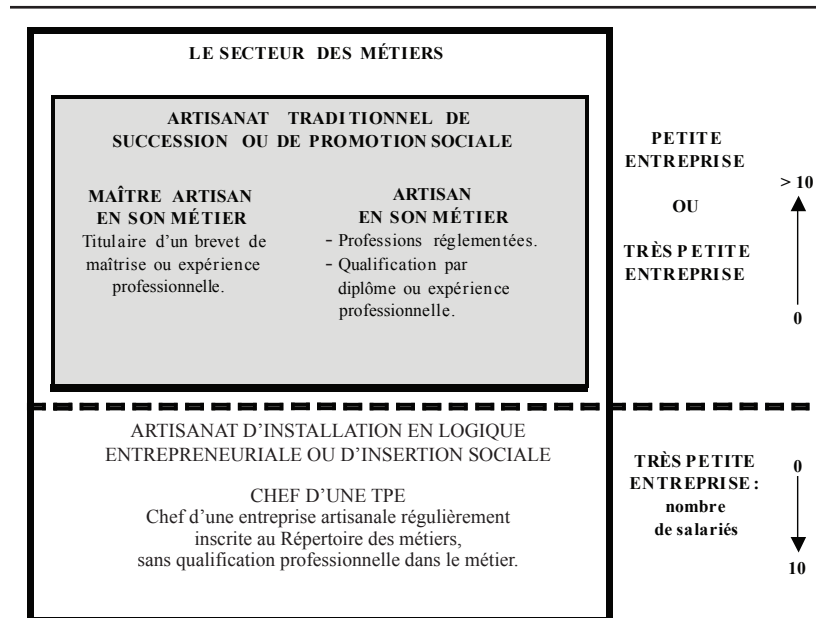 LE SECTEUR DES MÉTIERS
ARTISANAT TRADITIONNEL DE
SUCCESSION OU DE PROMOTION SOCIALE
MAÎTRE ARTISAN
EN SON MÉTIER
Titulaire d’un brevet de
maîtrise ou expérience
professionnelle.
ARTISAN
EN SON MÉTIER
- Professions réglementées.
- Qualification par
diplôme ou expérience
professionnelle.
PETITE
ENTREPRISE
OU
TRÈS PETITE
ENTREPRISE
> 10
0
ARTISANAT D’INSTALLATION EN LOGIQUE
ENTREPRENEURIALE OU D’INSERTION SOCIALE
CHEF D’UNE TPE
Chef d’une entreprise artisanale régulièrement
inscrite au Répertoire des métiers,
sans qualification professionnelle dans le métier.
TRÈS PETITE
ENTREPRISE :
nombre
de salariés
0
10